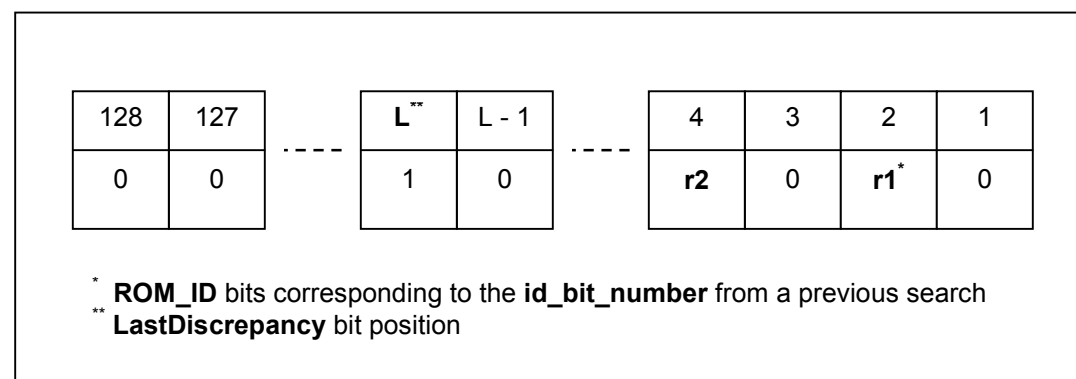 128 127 L** L - 1 4 3 2 1
0 0 1 0 r2 0 r1* 0
* ROM_ID bits corresponding to the id_bit_number from a previous search
** LastDiscrepancy bit position